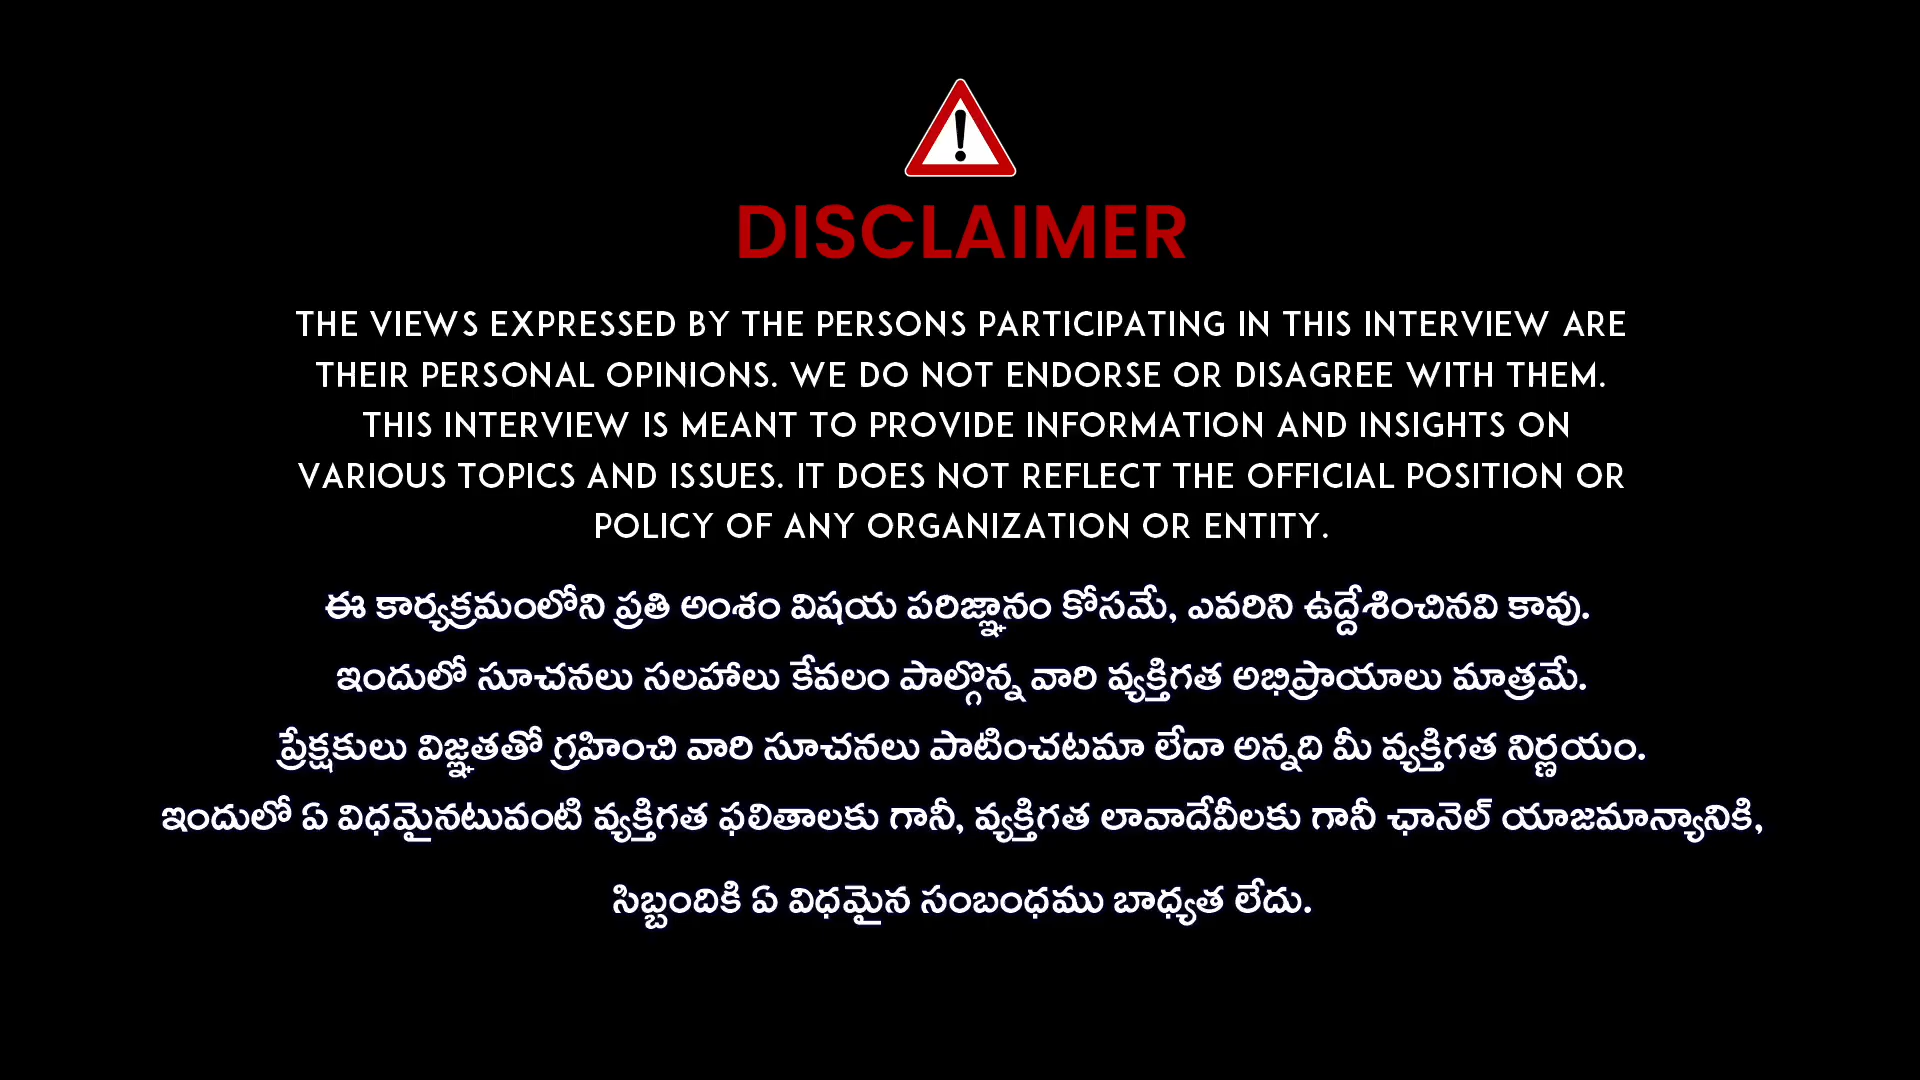 DISCLAIMER
THE VIEWS EXPRESSED BY THE PERSONS PARTICIPATING IN THIS INTERVIEW ARE
THEIR PERSONAL OPINIONS. WE DO NOT ENDORSE OR DISAGREE WITH THEM.
THIS INTERVIEW IS MEANT TO PROVIDE INFORMATION AND INSIGHTS ON
VARIOUS TOPICS AND ISSUES. IT DOES NOT REFLECT THE OFFICIAL POSITION OR
POLICY OF ANY ORGANIZATION OR ENTITY.
ఈ కార్యక్రమంలోని ప్రతి అంశం విషయ పరిజ్ఞానం కోసమే, ఎవరిని ఉద్దేశించినవి కావు.
ఇందులో సూచనలు సలహాలు కేవలం పాల్గొన్న వారి వ్యక్తిగత అభిప్రాయాలు మాత్రమే.
ప్రేక్షకులు విజ్ఞతతో గ్రహించి వారి సూచనలు పాటించటమా లేదా అన్నది మీ వ్యక్తిగత నిర్ణయం.
ఇందులో ఏ విధమైనటువంటి వ్యక్తిగత ఫలితాలకు గానీ, వ్యక్తిగత లావాదేవీలకు గానీ ఛానెల్ యాజమాన్యానికి,
సిబ్బందికి ఏ విధమైన సంబంధము బాధ్యత లేదు.